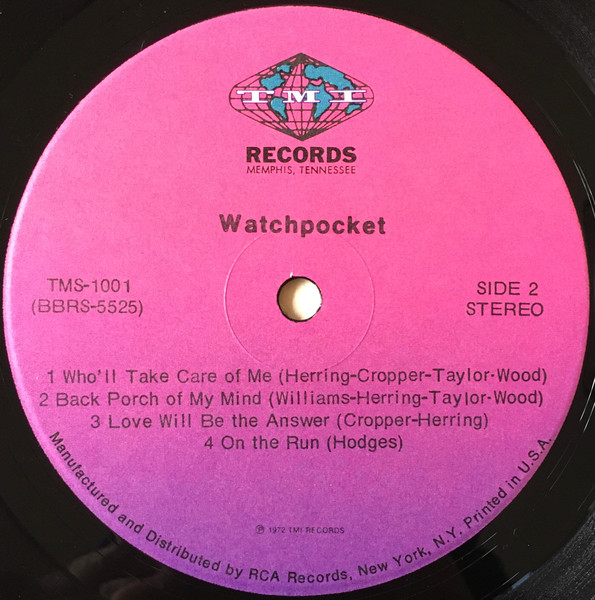 TMI
RECORDS
MEMPHIS, TENNESSEE
Watchpocket
TMS-1001
(BBRS-5525)
SIDE 2
STEREO
1 Who'll Take Care of Me (Herring-Cropper-Taylor-Wood)
2 Back Porch of My Mind (Williams-Herring-Taylor-Wood)
3 Love Will Be the Answer (Cropper-Herring)
4 On the Run (Hodges)
℗ 1972 TMI RECORDS
Manufactured and Distributed by RCA Records, New York, N.Y. Printed in U.S.A.